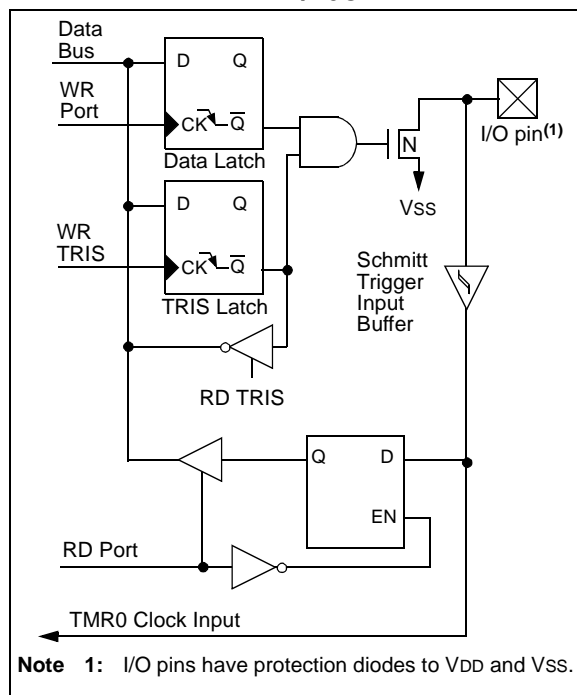 Data
Bus
D Q
WR
Port
CK Q
Data Latch
I/O pin(1)
N
VSS
D Q
WR
TRIS
CK Q
TRIS Latch
Schmitt
Trigger
Input
Buffer
RD TRIS
Q D
EN
RD Port
TMR0 Clock Input
Note 1: I/O pins have protection diodes to VDD and VSS.